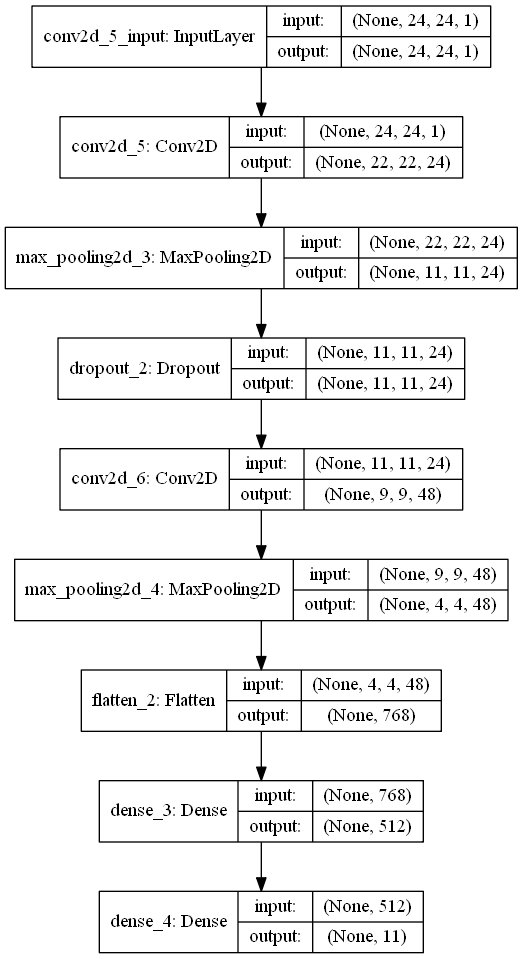 conv2d_5_input: InputLayer
input: (None, 24, 24, 1)
output: (None, 24, 24, 1)
conv2d_5: Conv2D
input: (None, 24, 24, 1)
output: (None, 22, 22, 24)
max_pooling2d_3: MaxPooling2D
input: (None, 22, 22, 24)
output: (None, 11, 11, 24)
dropout_2: Dropout
input: (None, 11, 11, 24)
output: (None, 11, 11, 24)
conv2d_6: Conv2D
input: (None, 11, 11, 24)
output: (None, 9, 9, 48)
max_pooling2d_4: MaxPooling2D
input: (None, 9, 9, 48)
output: (None, 4, 4, 48)
flatten_2: Flatten
input: (None, 4, 4, 48)
output: (None, 768)
dense_3: Dense
input: (None, 768)
output: (None, 512)
dense_4: Dense
input: (None, 512)
output: (None, 11)